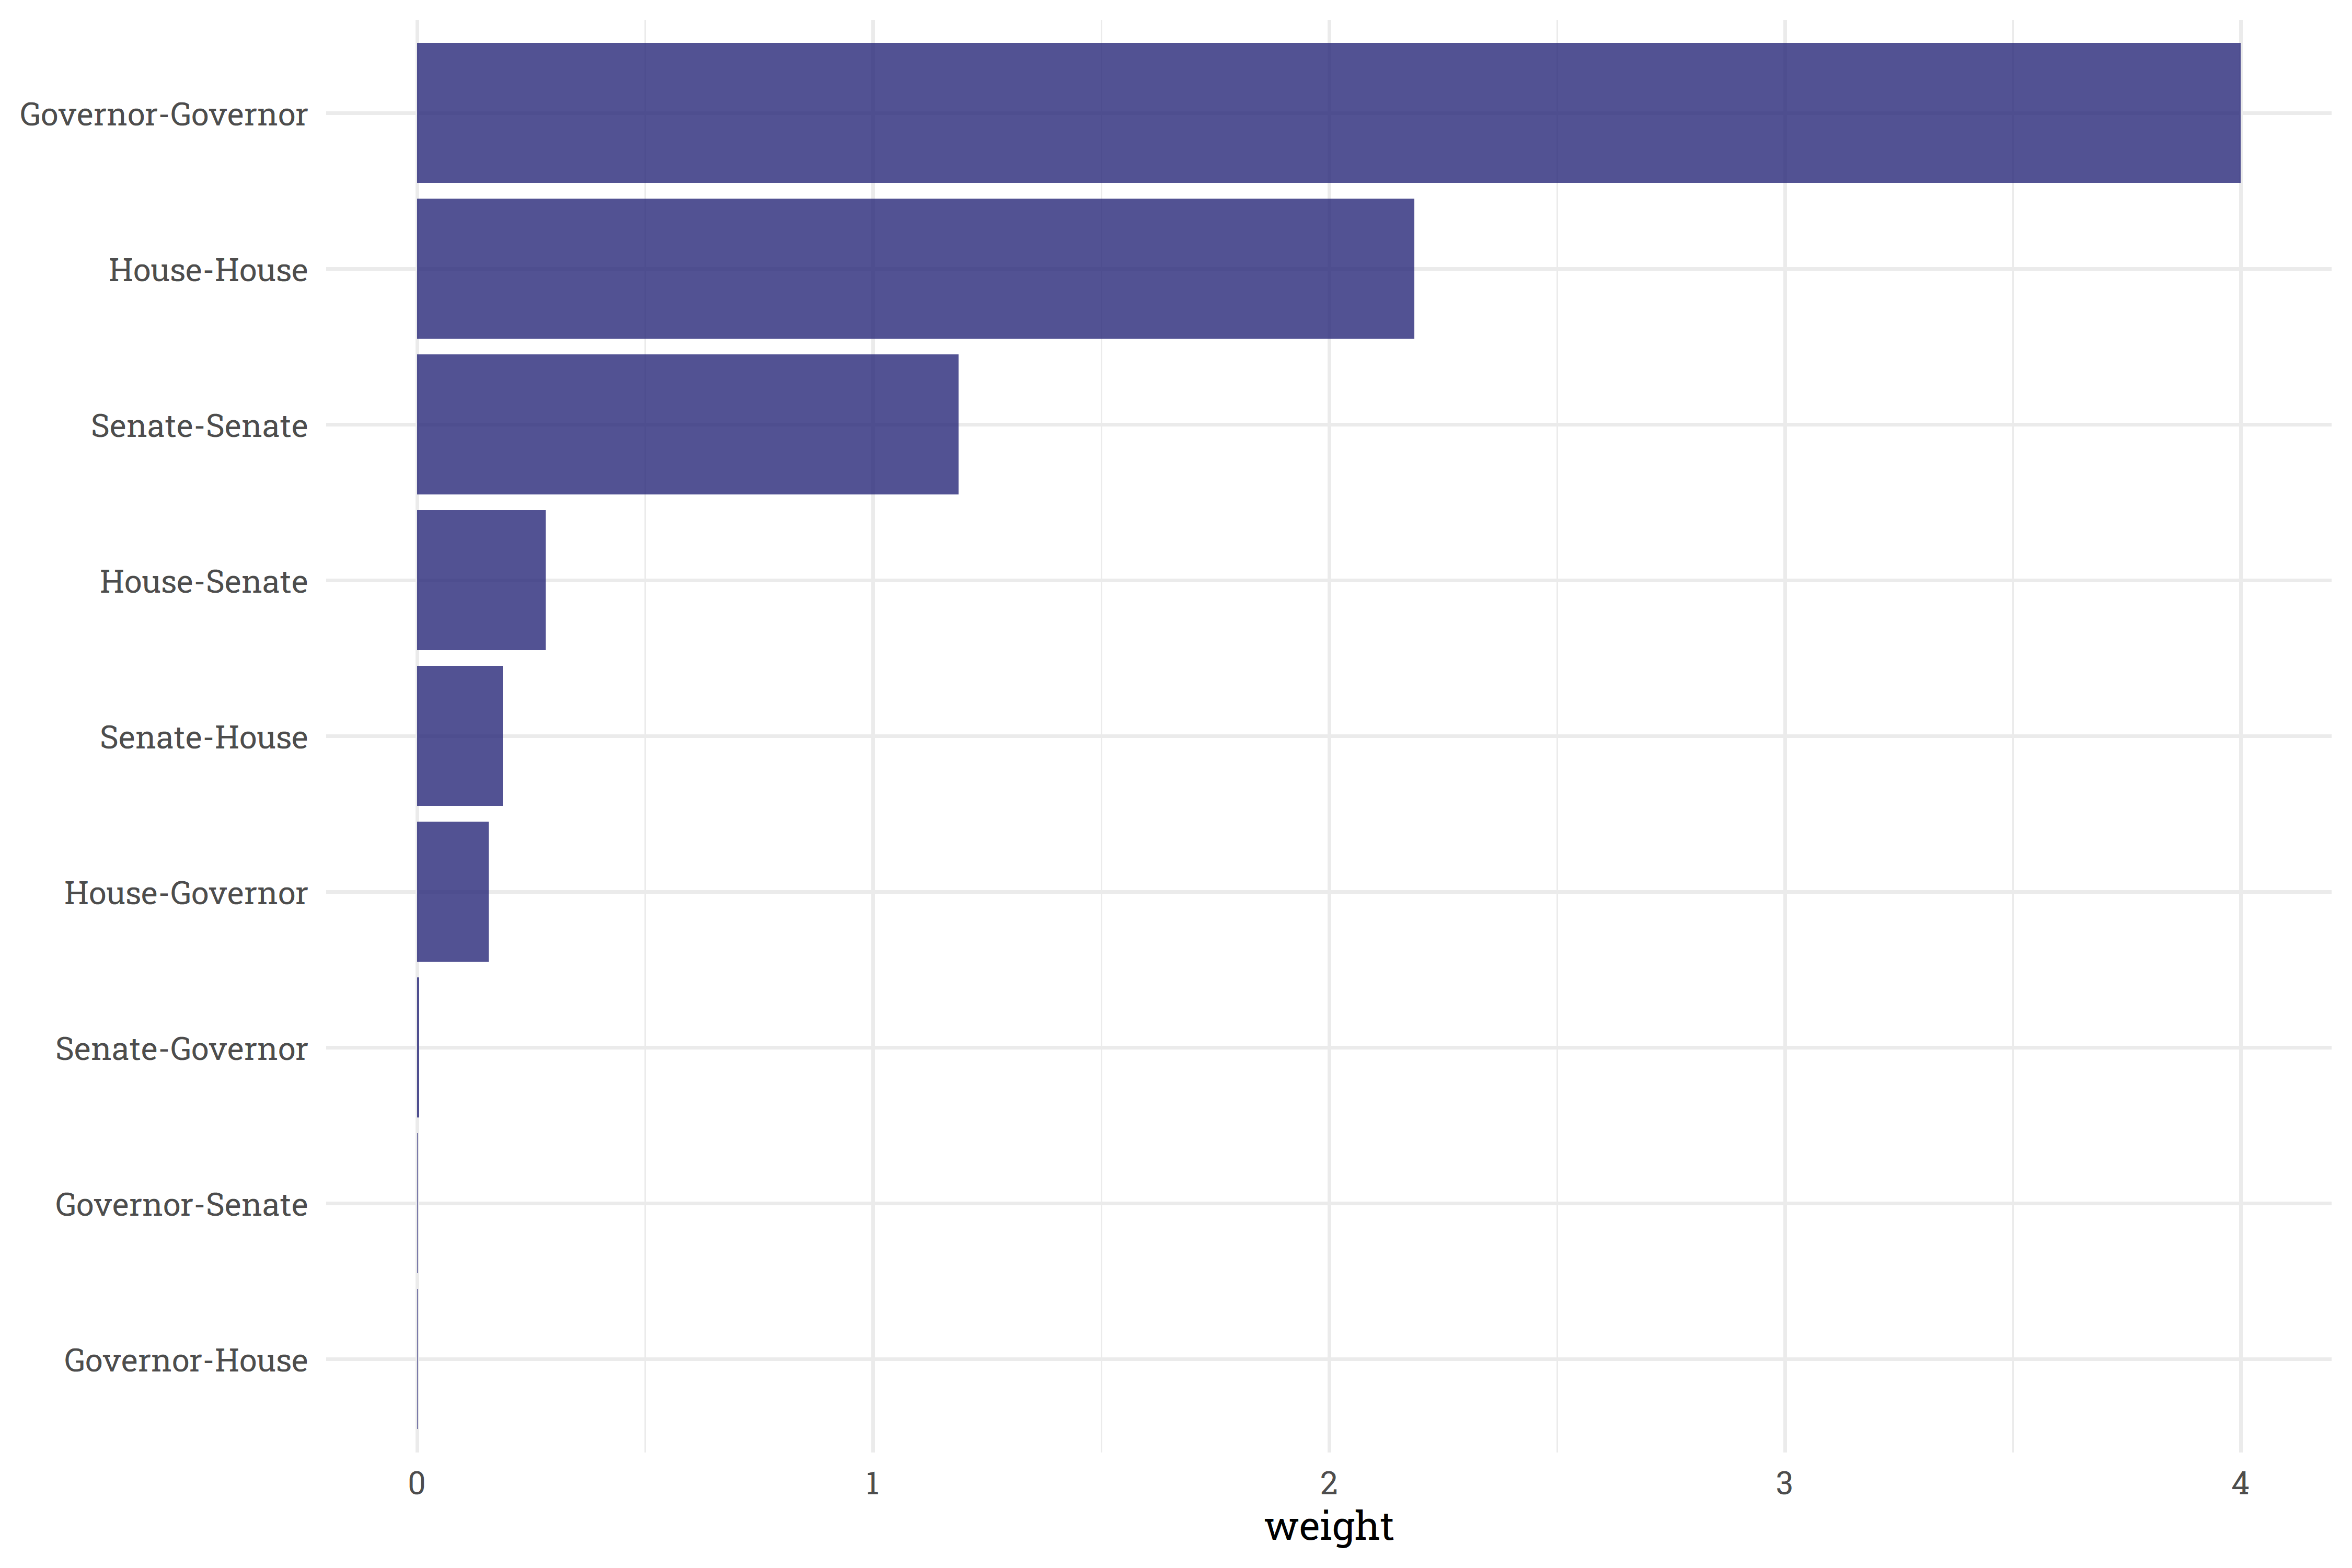 Governor-Governor
House-House
Senate-Senate
House-Senate
Senate-House
House-Governor
Senate-Governor
Governor-Senate
Governor-House
0 1 2 3 4
weight